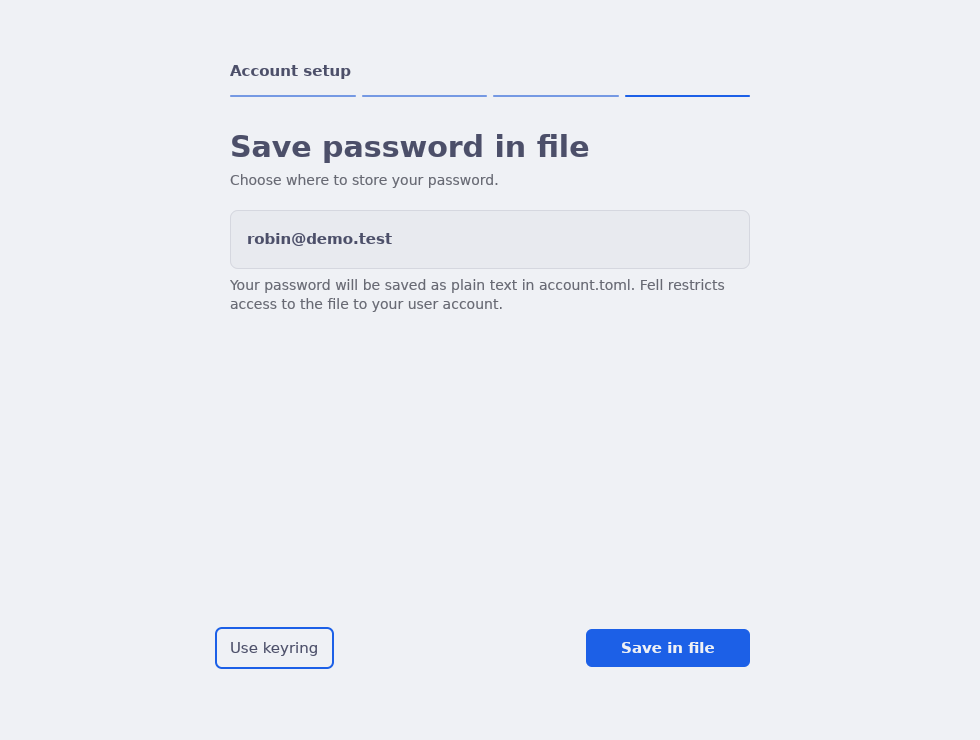 Account setup
Save password in file
Choose where to store your password.
robin@demo.test
Your password will be saved as plain text in account.toml. Fell restricts
access to the file to your user account.
Use keyring
Save in file